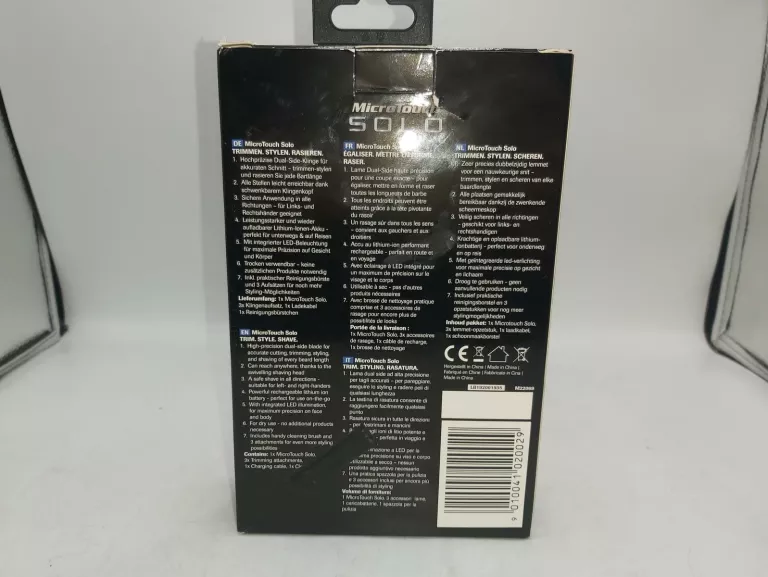 MicroTouch
SOLO
DE MicroTouch Solo
TRIMMEN. STYLEN. RASIEREN.
1. Hochpräzise Dual-Side-Klinge für
akkuraten Schnitt – trimmen-stylen
und rasieren Sie jede Bartlänge
2. Alle Stellen leicht erreichbar dank
schwenkbarem Klingenkopf
3. Sichere Anwendung in alle
Richtungen – für Links- und
Rechtshänder geeignet
4. Leistungsstarker und wieder
aufladbarer Lithium-Ionen-Akku -
perfekt für unterwegs & auf Reisen
5. Mit integrierter LED-Beleuchtung
für maximale Präzision auf Gesicht
und Körper
6. Trocken verwendbar – keine
zusätzlichen Produkte notwendig
7. Inkl. praktischer Reinigungsbürste
und 3 Aufsätzen für noch mehr
Styling-Möglichkeiten
Lieferumfang: 1x MicroTouch Solo,
3x Klingenaufsatz, 1x Ladekabel
1x Reinigungsbürstchen
EN MicroTouch Solo
TRIM. STYLE. SHAVE.
1. High-precision dual-side blade for
accurate cutting, trimming, styling,
and shaving of every beard length
2. Can reach anywhere, thanks to the
swivelling shaving head
3. A safe shave in all directions -
suitable for left- and right-handers
4. Powerful rechargeable lithium ion
battery - perfect for use on-the-go
5. With integrated LED illumination,
for maximum precision on face
and body
6. For dry use – no additional products
necessary
7. Includes handy cleaning brush and
3 attachments for even more styling
possibilities
Contains: 1x MicroTouch Solo,
3x Trimming attachments,
1x Charging cable, 1x
FR MicroTouch Solo
ÉGALISER. METTRE EN
RASER.
1. Lame Dual-Side haute précision
pour une coupe exacte – pour
égaliser, mettre en forme et raser
toutes les longueurs de barbe
2. Tous les endroits peuvent être
atteints grâce à la tête pivotante
du rasoir
3. Un rasage sûr dans tous les sens
– convient aux gauchers et aux
droitiers
4. Accu au lithium-ion performant
rechargeable - parfait en route et
en voyage
5. Avec éclairage à LED intégré pour
un maximum de précision sur le
visage et le corps
6. Utilisable à sec - pas d'autres
produits nécessaires
7. Avec brosse de nettoyage pratique
comprise et 3 accessoires de
rasage pour encore plus de
possibilités de looks
Portée de la livraison :
1x MicroTouch Solo, 3x accessoires
de rasage, 1x câble de recharge,
1x brosse de nettoyage
IT MicroTouch Solo
TRIM. STYLING. RASATURA.
1. Lame dual side ad alta precisione
per tagli accurati - per pareggiare,
eseguire lo styling e radere peli di
qualsiasi lunghezza
2. La testina di rasatura consente di
raggiungere facilmente qualunque
punto
3. Rasatura sicura in tutte le direzioni
– per destrimani e mancini
4. ioni di litio potente e
- perfetta in viaggio e
a LED per la
precisione su viso e corpo
a secco - nessun
prodotto aggiuntivo necessario
7. Una pratica spazzola per la pulizia
e 3 accessori inclusi per ancora più
possibilità di styling
Volume di fornitura:
1 MicroTouch Solo, 3 accessori lama,
1 caricabatterie, 1 spazzola per la
pulizia
NL MicroTouch Solo
TRIMMEN. STYLEN. SCHEREN.
Zeer precies dubbelzijdig lemmet
voor een nauwkeurige snit –
trimmen, stylen en scheren van elke
baardlengte
2. Alle plaatsen gemakkelijk
bereikbaar dankzij de zwenkende
scheermeskop
3. Veilig scheren in alle richtingen
- geschikt voor links- en
rechtshandigen
4. Krachtige en oplaadbare lithium-
ionbatterij - perfect voor onderweg
en op reis
5. Met geïntegreerde led-verlichting
voor maximale precisie op gezicht
en lichaam
6. Droog te gebruiken - geen
aanvullende producten nodig
7. Inclusief praktische
reinigingsborstel en 3
opzetstukken voor nog meer
stylingmogelijkheden
Inhoud pakket: 1x Microtouch Solo,
3x lemmet-opzetstuk, 1x laadkabel,
1x schoonmaakborstel
CE
Hergestellt in China | Made in China |
Fabriqué en Chine | Fabbricato in Cina |
Made in China
M22998
9 010041 020029